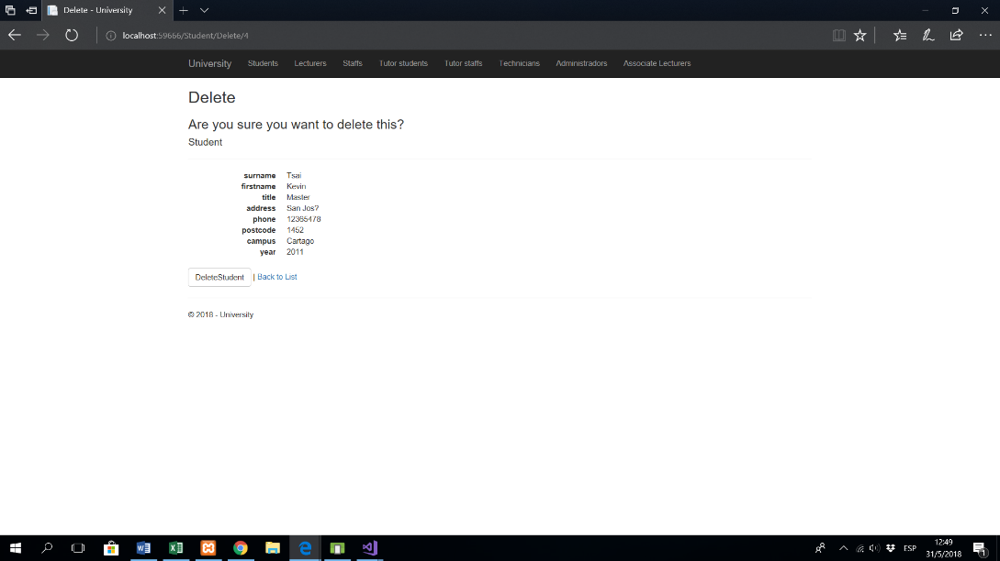 Delete - University
localhost:59666/Student/Delete/4
University Students Lecturers Staffs Tutor students Tutor staffs Technicians Administradors Associate Lecturers
Delete
Are you sure you want to delete this?
Student
surname Tsai
firstname Kevin
title Master
address San Jos?
phone 12365478
postcode 1452
campus Cartago
year 2011
DeleteStudent | Back to List
© 2018 - University
ESP
12:49
31/5/2018
1